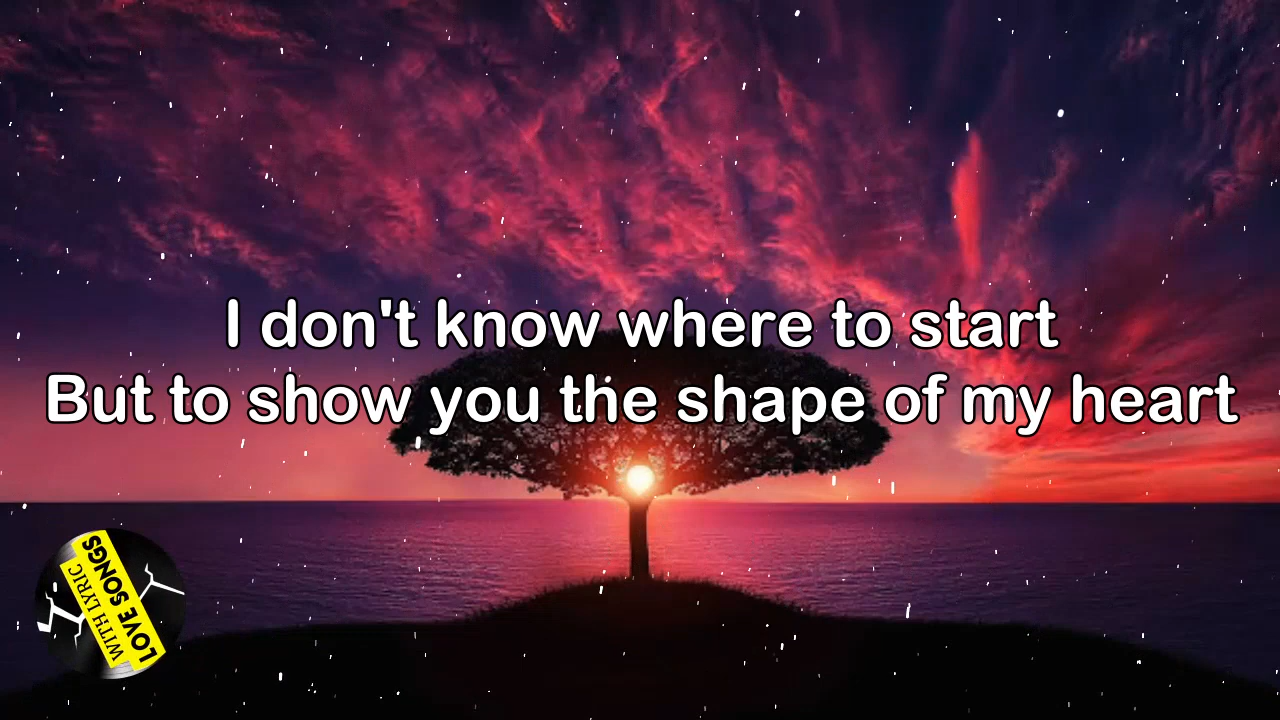 I don't know where to start
But to show you the shape of my heart
LOVE SONGS
WITH LYRIC